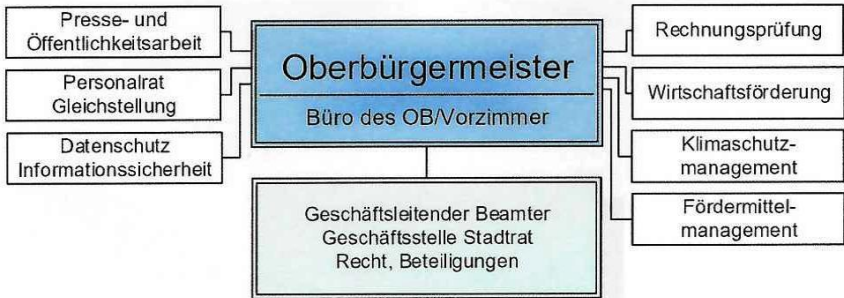 Presse- und
Öffentlichkeitsarbeit
Personalrat
Gleichstellung
Datenschutz
Informationssicherheit
Oberbürgermeister
Büro des OB/Vorzimmer
Geschäftsleitender Beamter
Geschäftsstelle Stadtrat
Recht, Beteiligungen
Rechnungsprüfung
Wirtschaftsförderung
Klimaschutz-
management
Fördermittel-
management